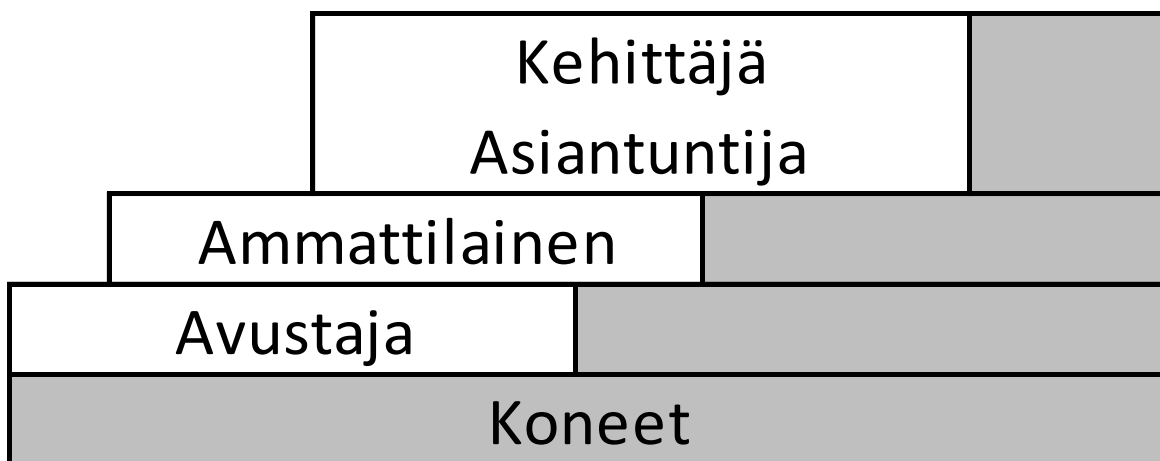 Kehittäjä
Asiantuntija
Ammattilainen
Avustaja
Koneet